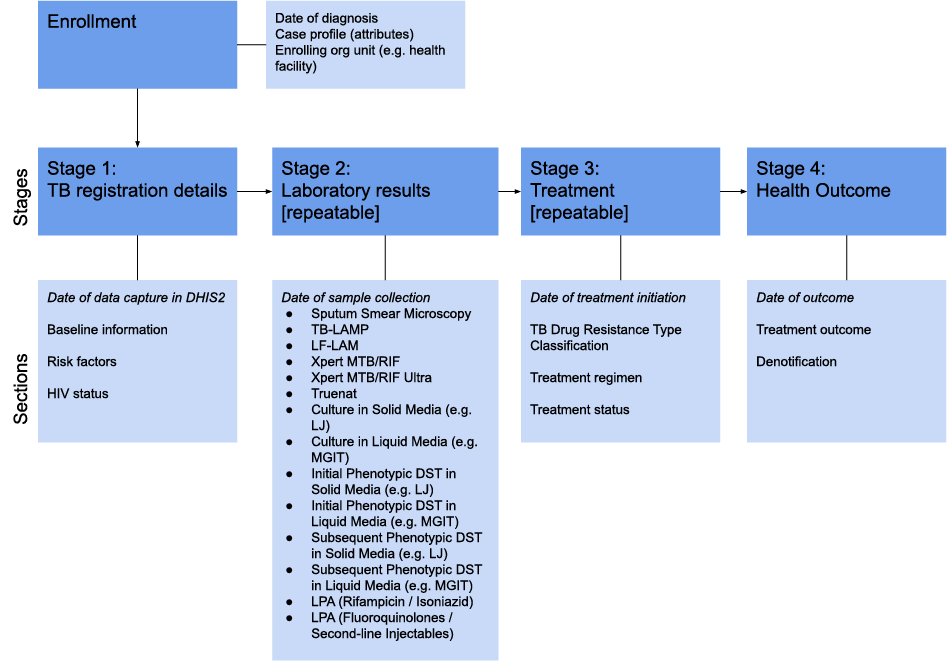 Enrollment
Date of diagnosis
Case profile (attributes)
Enrolling org unit (e.g. health
facility)
Stages
Stage 1:
TB registration details
Stage 2:
Laboratory results
[repeatable]
Stage 3:
Treatment
[repeatable]
Stage 4:
Health Outcome
Sections
Date of data capture in DHIS2
Baseline information
Risk factors
HIV status
Date of sample collection
● Sputum Smear Microscopy
● TB-LAMP
● LF-LAM
● Xpert MTB/RIF
● Xpert MTB/RIF Ultra
● Truenat
● Culture in Solid Media (e.g.
LJ)
● Culture in Liquid Media (e.g.
MGIT)
● Initial Phenotypic DST in
Solid Media (e.g. LJ)
● Initial Phenotypic DST in
Liquid Media (e.g. MGIT)
● Subsequent Phenotypic DST
in Solid Media (e.g. LJ)
● Subsequent Phenotypic DST
in Liquid Media (e.g. MGIT)
● LPA (Rifampicin / Isoniazid)
● LPA (Fluoroquinolones /
Second-line Injectables)
Date of treatment initiation
TB Drug Resistance Type
Classification
Treatment regimen
Treatment status
Date of outcome
Treatment outcome
Denotification